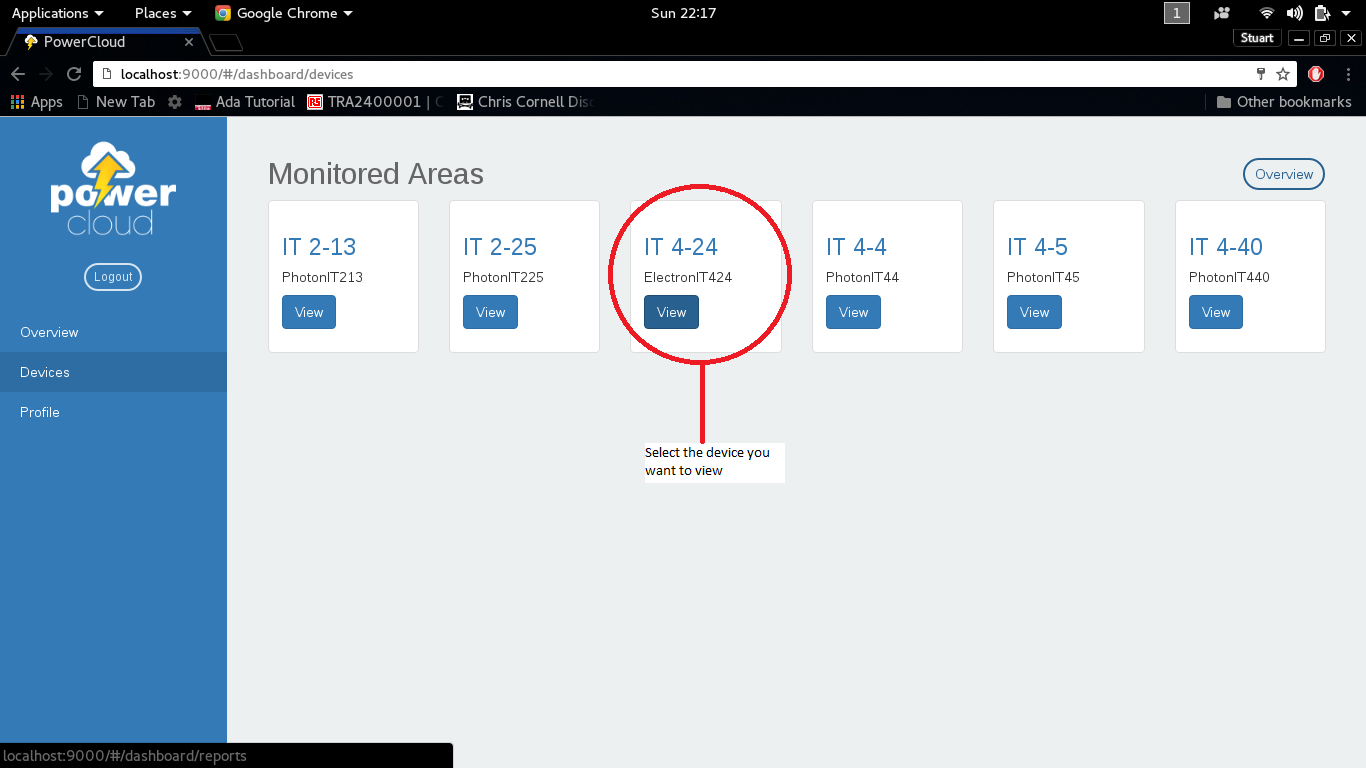 Applications Places Google Chrome Sun 22:17 1
PowerCloud Stuart
localhost:9000/#/dashboard/devices
Apps New Tab Ada Tutorial TRA2400001 | Chris Cornell Disc Other bookmarks
power
cloud
Logout
Overview
Devices
Profile
Monitored Areas Overview
IT 2-13 IT 2-25 IT 4-24 IT 4-4 IT 4-5 IT 4-40
PhotonIT213 PhotonIT225 ElectronIT424 PhotonIT44 PhotonIT45 PhotonIT440
View View View View View View
Select the device you
want to view
localhost:9000/#/dashboard/reports